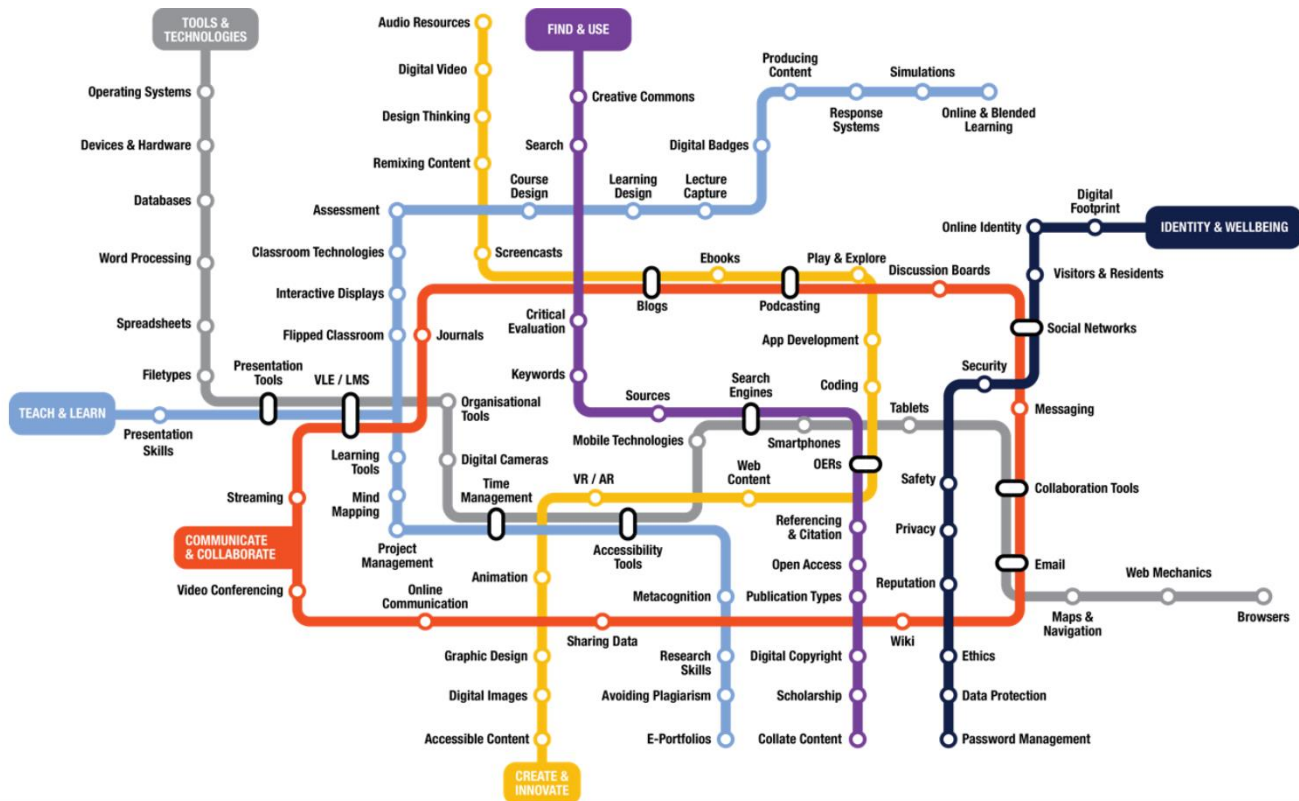 TOOLS &
TECHNOLOGIES
Audio Resources
FIND & USE
Digital Video
Producing
Content
Simulations
Operating Systems
Creative Commons
Design Thinking
Response
Systems
Online & Blended
Learning
Devices & Hardware
Search
Digital Badges
Remixing Content
Databases
Assessment
Course
Design
Learning
Design
Lecture
Capture
Digital
Footprint
Online Identity
IDENTITY & WELLBEING
Classroom Technologies
Screencasts
Word Processing
Ebooks
Play & Explore
Discussion Boards
Visitors & Residents
Interactive Displays
Blogs
Podcasting
Spreadsheets
Flipped Classroom
Journals
Critical
Evaluation
App Development
Social Networks
Filetypes
Presentation
Tools
VLE / LMS
Keywords
Search
Engines
Coding
Security
TEACH & LEARN
Organisational
Tools
Sources
Tablets
Messaging
Presentation
Skills
Mobile Technologies
Smartphones
Learning
Tools
Digital Cameras
OERs
Streaming
Mind
Mapping
Time
Management
VR / AR
Web
Content
Safety
Collaboration Tools
COMMUNICATE
& COLLABORATE
Project
Management
Accessibility
Tools
Referencing
& Citation
Privacy
Video Conferencing
Online
Communication
Animation
Metacognition
Open Access
Publication Types
Reputation
Email
Web Mechanics
Sharing Data
Wiki
Maps &
Navigation
Browsers
Graphic Design
Research
Skills
Digital Copyright
Ethics
Digital Images
Avoiding Plagiarism
Scholarship
Data Protection
Accessible Content
E-Portfolios
Collate Content
Password Management
CREATE &
INNOVATE